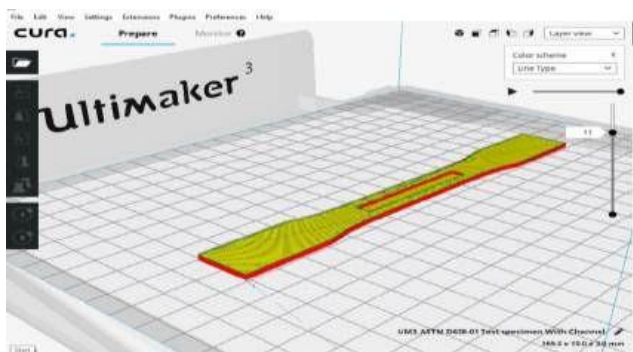 File Edit View Settings Extensions Plugins Preferences Help
cura. Prepare Monitor Layer view
Color scheme
Line Type
Ultimaker 3
11
UM3_ASTM D638-01 Test specimen With Channel